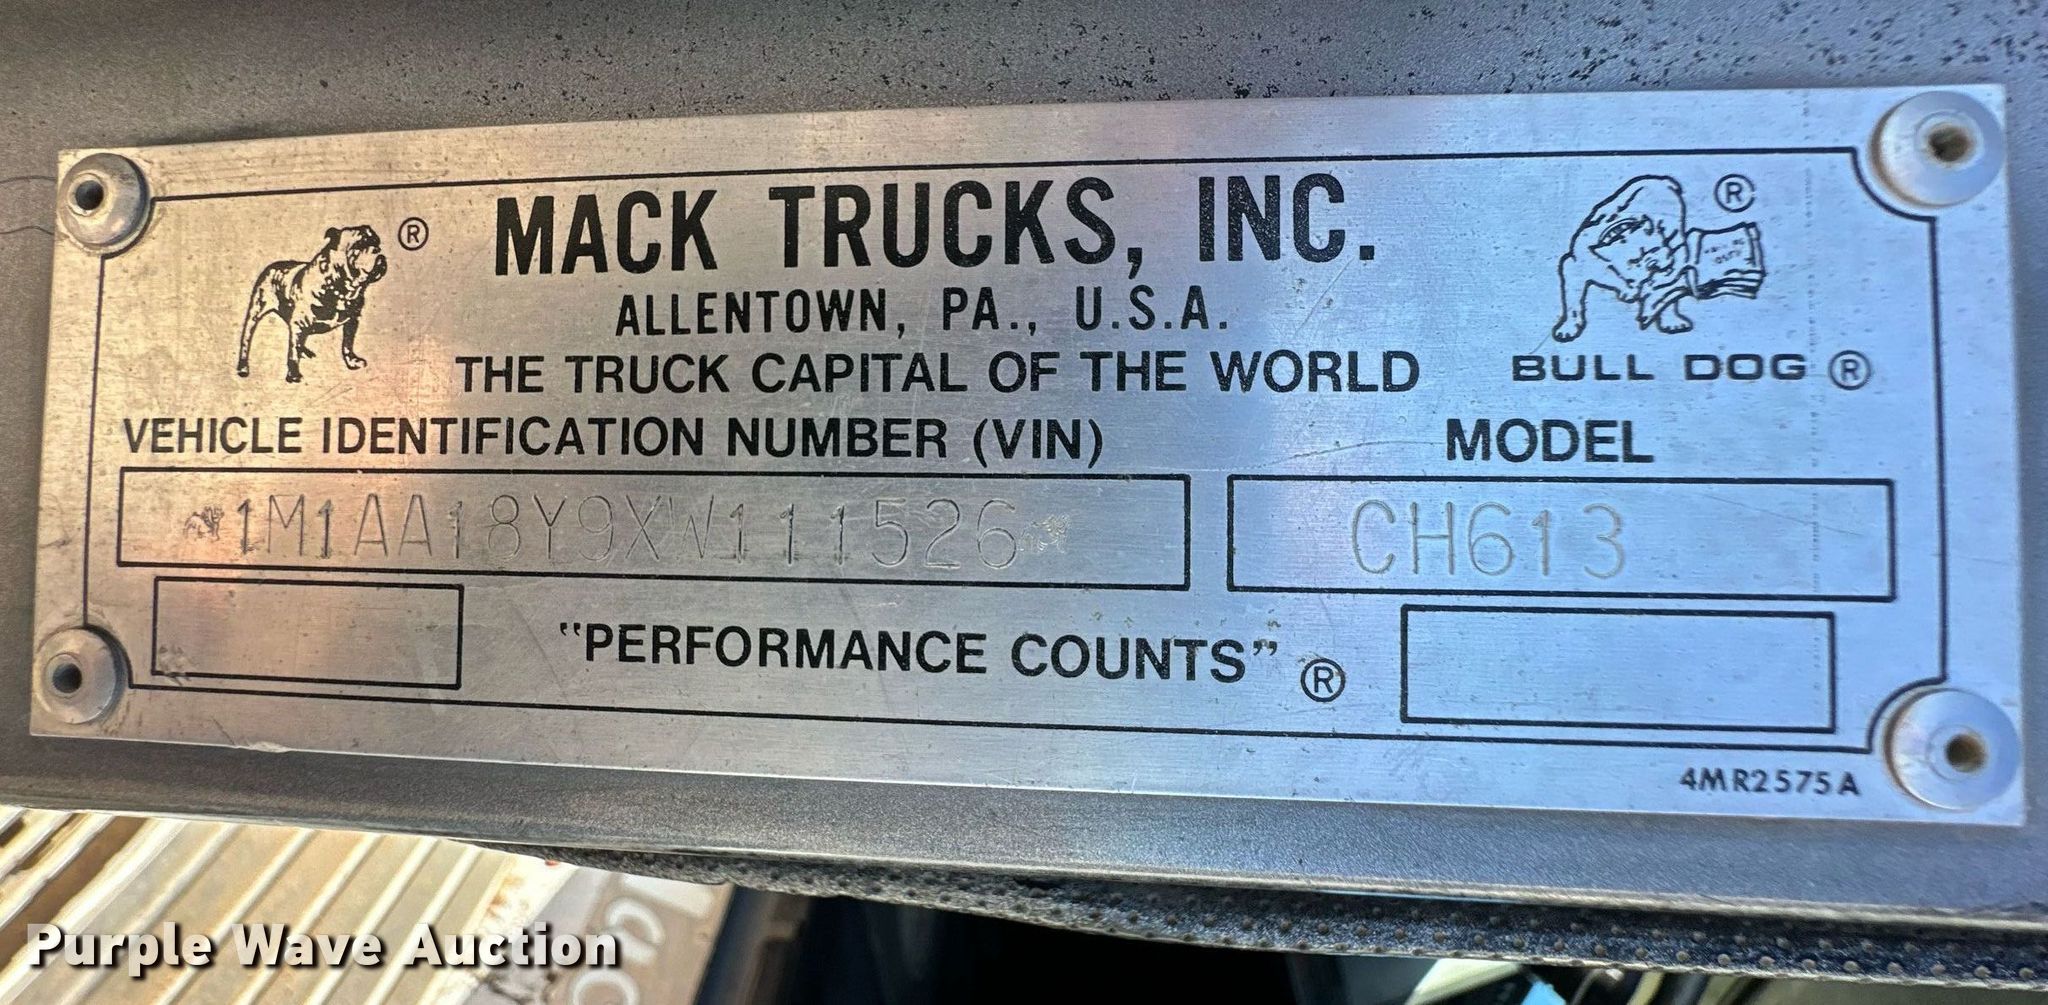 ®
MACK TRUCKS, INC.
®
ALLENTOWN, PA., U.S.A.
THE TRUCK CAPITAL OF THE WORLD
BULL DOG ®
VEHICLE IDENTIFICATION NUMBER (VIN)
MODEL
1M1AA18Y9XW111526
CH613
"PERFORMANCE COUNTS" ®
4MR2575A
Purple Wave Auction